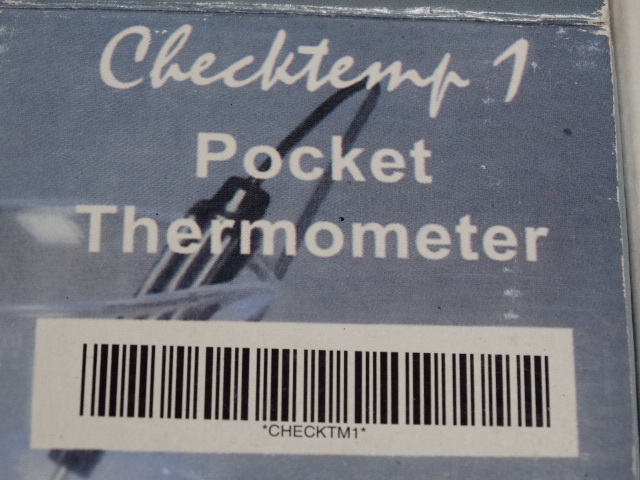 Checktemp 1
Pocket
Thermometer
*CHECKTM1*